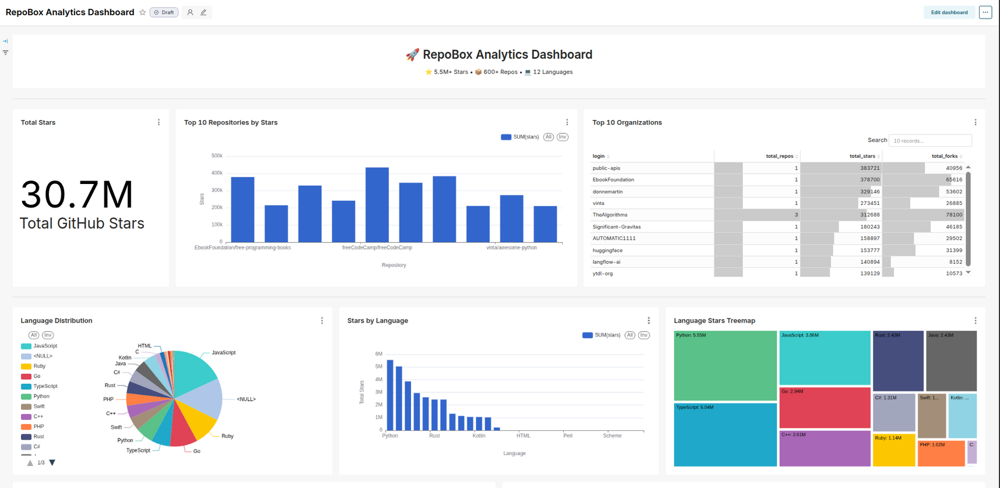 RepoBox Analytics Dashboard
Draft
Edit dashboard
🚀 RepoBox Analytics Dashboard
⭐ 5.5M+ Stars • 📦 600+ Repos • 💻 12 Languages
Total Stars
30.7M
Total GitHub Stars
Top 10 Repositories by Stars
SUM(stars) All Inv
500k
400k
300k
200k
100k
0
Stars
EbookFoundation/free-programming-books freeCodeCamp/freeCodeCamp vinta/awesome-python
Repository
Top 10 Organizations
Search 10 records...
login total_repos total_stars total_forks
public-apis 1 383721 40956
EbookFoundation 1 378700 65616
donnemartin 1 329146 53602
vinta 1 273451 26885
TheAlgorithms 3 312688 78100
Significant-Gravitas 1 180243 46185
AUTOMATIC1111 1 158897 29502
huggingface 1 153777 31399
langflow-ai 1 140894 8152
ytdl-org 1 139129 10573
Language Distribution
All Inv
JavaScript
<NULL>
Ruby
Go
TypeScript
Python
Swift
C++
PHP
Rust
C#
1/3
HTML
C
Kotlin
Java
C#
Rust
PHP
C++
Swift
Python
TypeScript
Go
Ruby
<NULL>
JavaScript
Stars by Language
SUM(stars) All Inv
6M
5M
4M
3M
2M
1M
0
Total Stars
Python Rust Kotlin HTML Perl Scheme
Language
Language Stars Treemap
Python: 5.55M
TypeScript: 5.04M
JavaScript: 3.86M
Go: 2.94M
C++: 2.61M
Rust: 2.43M
Java: 2.43M
C#: 1.31M
Swift: 1...
Kotlin: ...
Ruby: 1.14M
PHP: 1.02M
C: